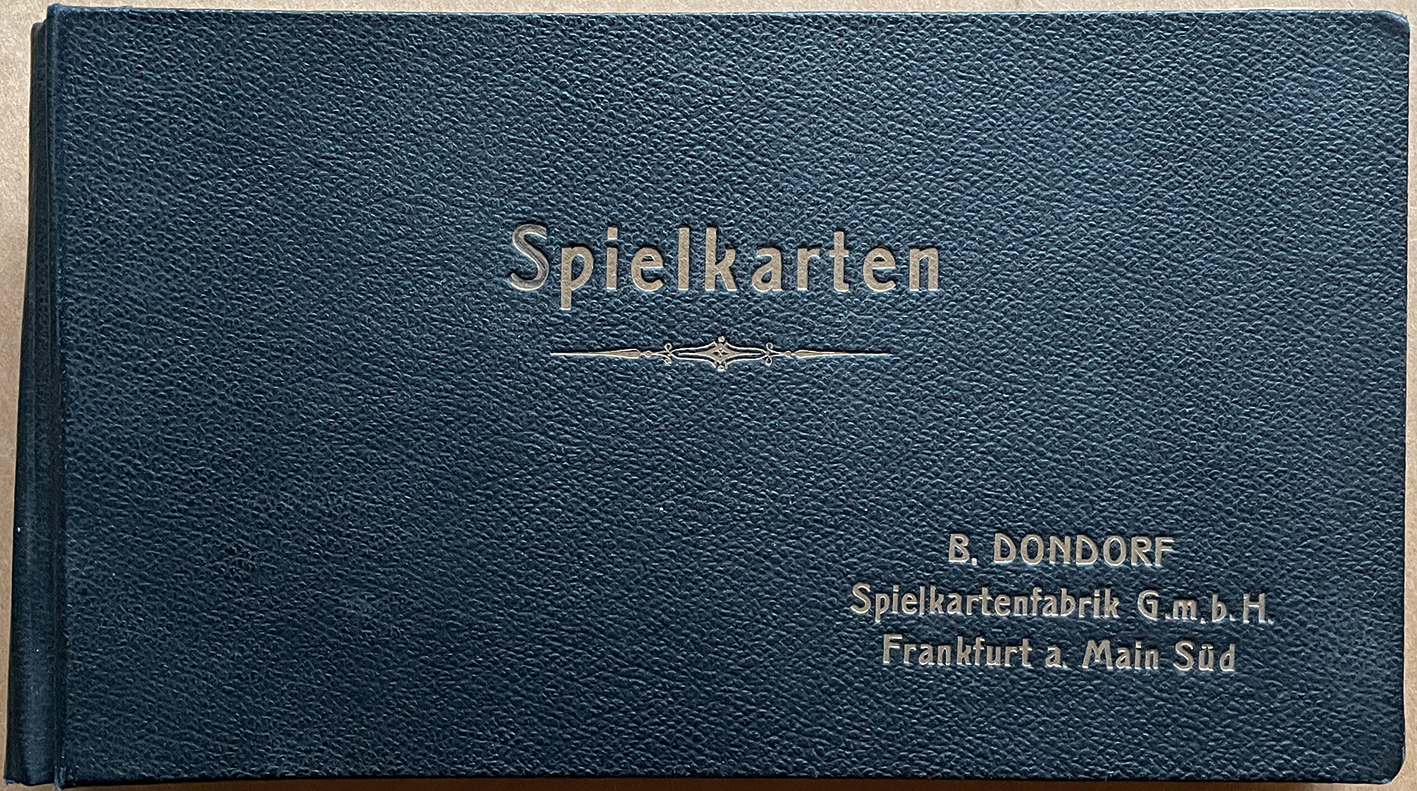 Spielkarten
B. DONDORF
Spielkartenfabrik G.m.b.H.
Frankfurt a. Main Süd